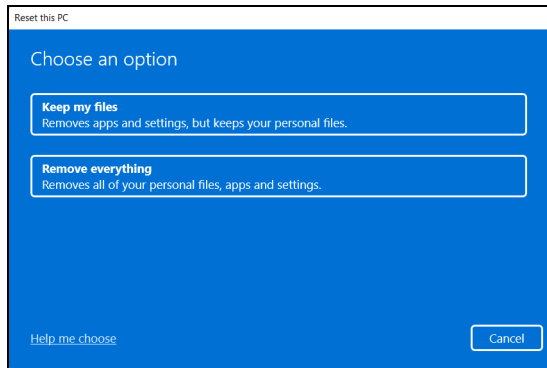 Reset this PC
Choose an option
Keep my files
Removes apps and settings, but keeps your personal files.
Remove everything
Removes all of your personal files, apps and settings.
Help me choose
Cancel